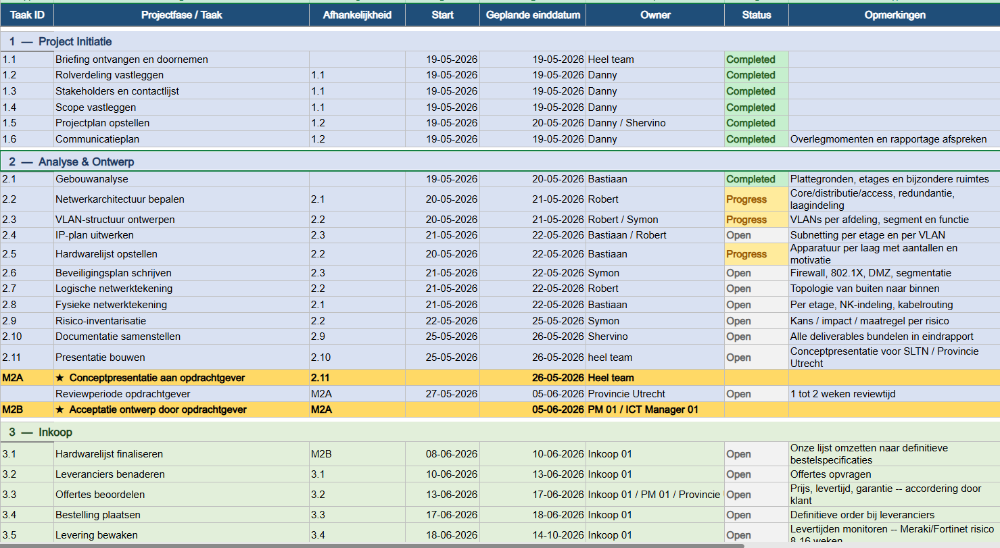 Taak ID Projectfase / Taak Afhankelijkheid Start Geplande einddatum Owner Status Opmerkingen
1 — Project Initiatie
1.1 Briefing ontvangen en doornemen 19-05-2026 19-05-2026 Heel team Completed
1.2 Rolverdeling vastleggen 1.1 19-05-2026 19-05-2026 Danny Completed
1.3 Stakeholders en contactlijst 1.1 19-05-2026 19-05-2026 Danny Completed
1.4 Scope vastleggen 1.1 19-05-2026 19-05-2026 Danny Completed
1.5 Projectplan opstellen 1.2 19-05-2026 20-05-2026 Danny / Shervino Completed
1.6 Communicatieplan 1.2 19-05-2026 19-05-2026 Danny Completed Overlegmomenten en rapportage afspreken
2 — Analyse & Ontwerp
2.1 Gebouwanalyse 19-05-2026 20-05-2026 Bastiaan Completed Plattegronden, etages en bijzondere ruimtes
2.2 Netwerkarchitectuur bepalen 2.1 20-05-2026 21-05-2026 Robert Progress Core/distributie/access, redundantie,
laagindeling
2.3 VLAN-structuur ontwerpen 2.2 20-05-2026 21-05-2026 Robert / Symon Progress VLANs per afdeling, segment en functie
2.4 IP-plan uitwerken 2.3 21-05-2026 22-05-2026 Bastiaan / Robert Open Subnetting per etage en per VLAN
2.5 Hardwarelijst opstellen 2.2 20-05-2026 22-05-2026 Bastiaan Progress Apparatuur per laag met aantallen en
motivatie
2.6 Beveiligingsplan schrijven 2.3 21-05-2026 22-05-2026 Symon Open Firewall, 802.1X, DMZ, segmentatie
2.7 Logische netwerktekening 2.2 21-05-2026 22-05-2026 Robert Open Topologie van buiten naar binnen
2.8 Fysieke netwerktekening 2.1 21-05-2026 22-05-2026 Bastiaan Open Per etage, NK-indeling, kabelrouting
2.9 Risico-inventarisatie 2.2 22-05-2026 25-05-2026 Symon Open Kans / impact / maatregel per risico
2.10 Documentatie samenstellen 2.9 25-05-2026 26-05-2026 Shervino Open Alle deliverables bundelen in eindrapport
2.11 Presentatie bouwen 2.10 25-05-2026 26-05-2026 heel team Open Conceptpresentatie voor SLTN / Provincie
Utrecht
M2A ★ Conceptpresentatie aan opdrachtgever 2.11 26-05-2026 Heel team
Reviewperiode opdrachtgever M2A 27-05-2026 05-06-2026 Provincie Utrecht Open 1 tot 2 weken reviewtijd
M2B ★ Acceptatie ontwerp door opdrachtgever M2A 05-06-2026 PM 01 / ICT Manager 01
3 — Inkoop
3.1 Hardwarelijst finaliseren M2B 08-06-2026 10-06-2026 Inkoop 01 Open Onze lijst omzetten naar definitieve
bestelspecificaties
3.2 Leveranciers benaderen 3.1 10-06-2026 13-06-2026 Inkoop 01 Open Offertes opvragen
3.3 Offertes beoordelen 3.2 13-06-2026 17-06-2026 Inkoop 01 / PM 01 / Provincie Open Prijs, levertijd, garantie -- accordering door
klant
3.4 Bestelling plaatsen 3.3 17-06-2026 18-06-2026 Inkoop 01 Open Definitieve order bij leveranciers
3.5 Levering bewaken 3.4 18-06-2026 14-10-2026 Inkoop 01 Open Levertijden monitoren -- Meraki/Fortinet risico
8-16 weken